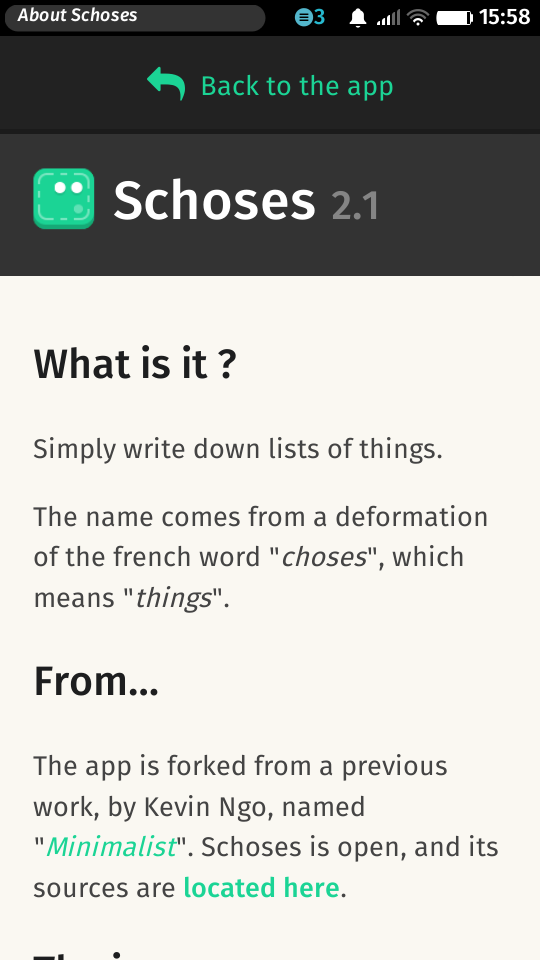 About Schoses 3 15:58
Back to the app
Schoses 2.1
What is it ?
Simply write down lists of things.
The name comes from a deformation
of the french word "choses", which
means "things".
From...
The app is forked from a previous
work, by Kevin Ngo, named
"Minimalist". Schoses is open, and its
sources are located here.